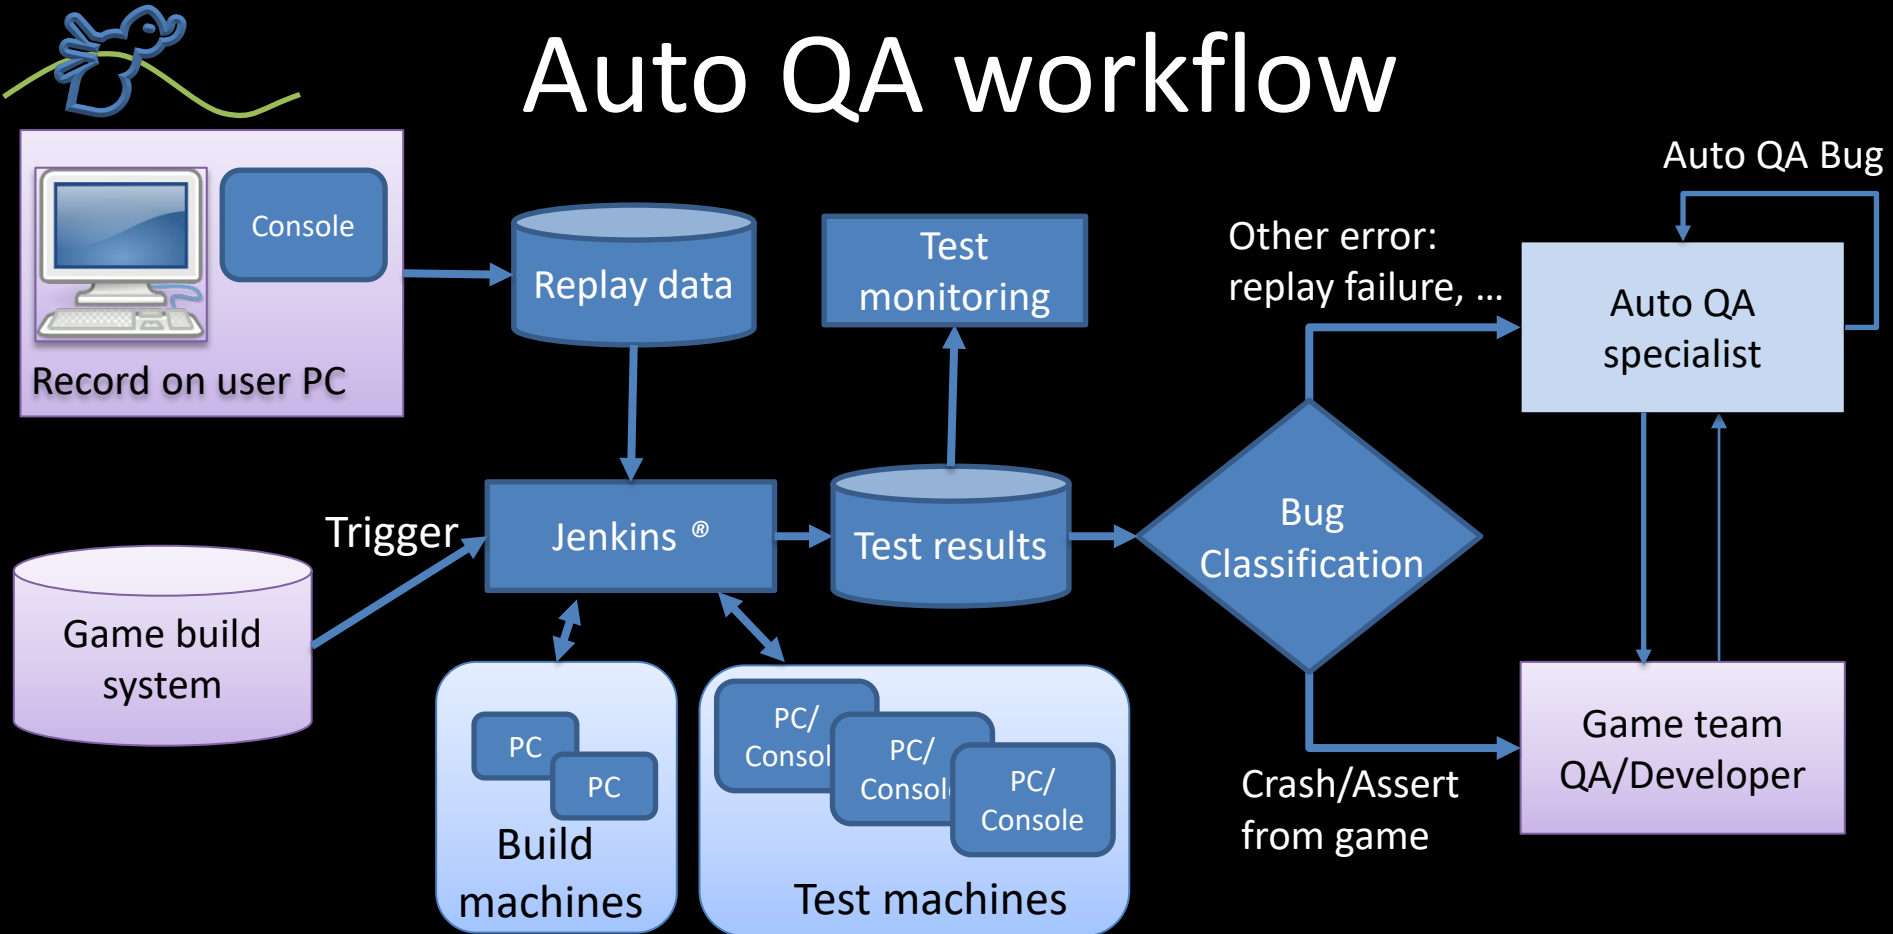 Auto QA workflow
Console
Record on user PC
Replay data
Test
monitoring
Other error:
replay failure, ...
Auto QA Bug
Auto QA
specialist
Trigger
Jenkins ®
Test results
Bug
Classification
Game build
system
PC
PC
Build
machines
PC/
Consol
PC/
Consol
PC/
Console
Test machines
Crash/Assert
from game
Game team
QA/Developer